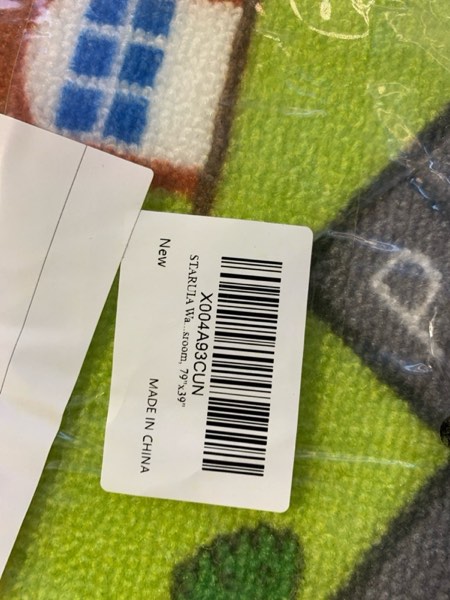 X004A93CUN
STARUIA Wa...sroom, 79"x39"
New
MADE IN CHINA
P